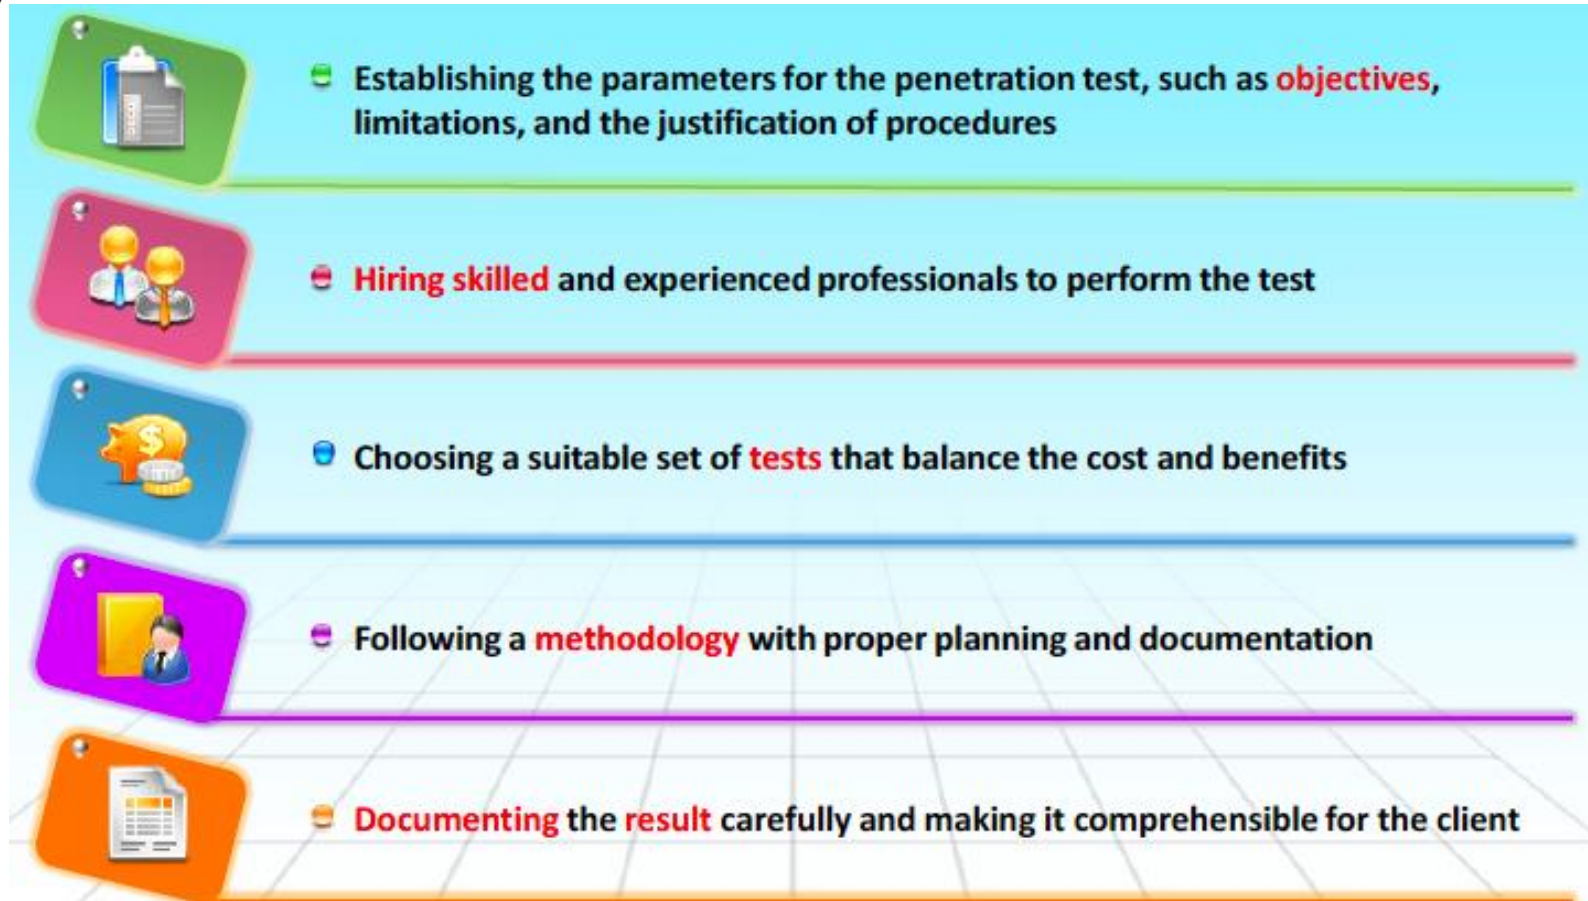 Establishing the parameters for the penetration test, such as objectives,
limitations, and the justification of procedures
Hiring skilled and experienced professionals to perform the test
Choosing a suitable set of tests that balance the cost and benefits
Following a methodology with proper planning and documentation
Documenting the result carefully and making it comprehensible for the client